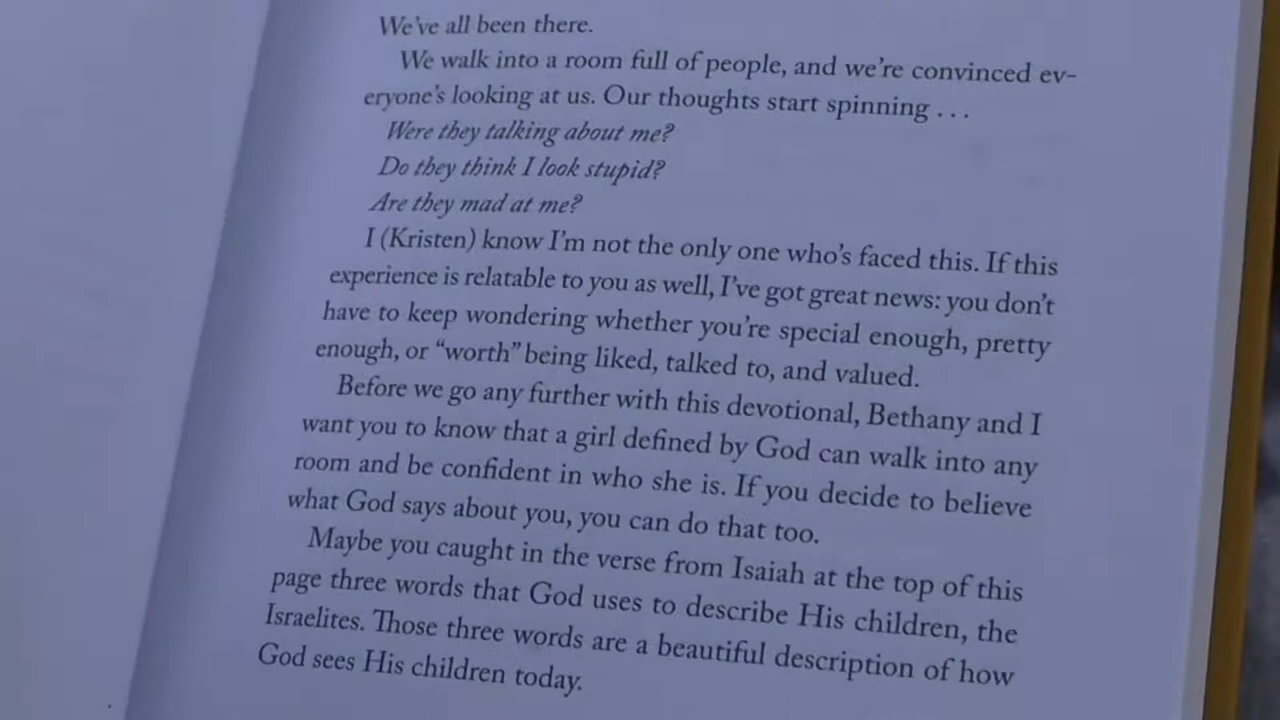 We've all been there.
We walk into a room full of people, and we're convinced ev-
eryone's looking at us. Our thoughts start spinning . . .
Were they talking about me?
Do they think I look stupid?
Are they mad at me?
I (Kristen) know I'm not the only one who's faced this. If this
experience is relatable to you as well, I've got great news: you don't
have to keep wondering whether you're special enough, pretty
enough, or “worth” being liked, talked to, and valued.
Before we go any further with this devotional, Bethany and I
want you to know that a girl defined by God can walk into any
room and be confident in who she is. If you decide to believe
what God says about you, you can do that too.
Maybe you caught in the verse from Isaiah at the top of this
page three words that God uses to describe His children, the
Israelites. Those three words are a beautiful description of how
God sees His children today.